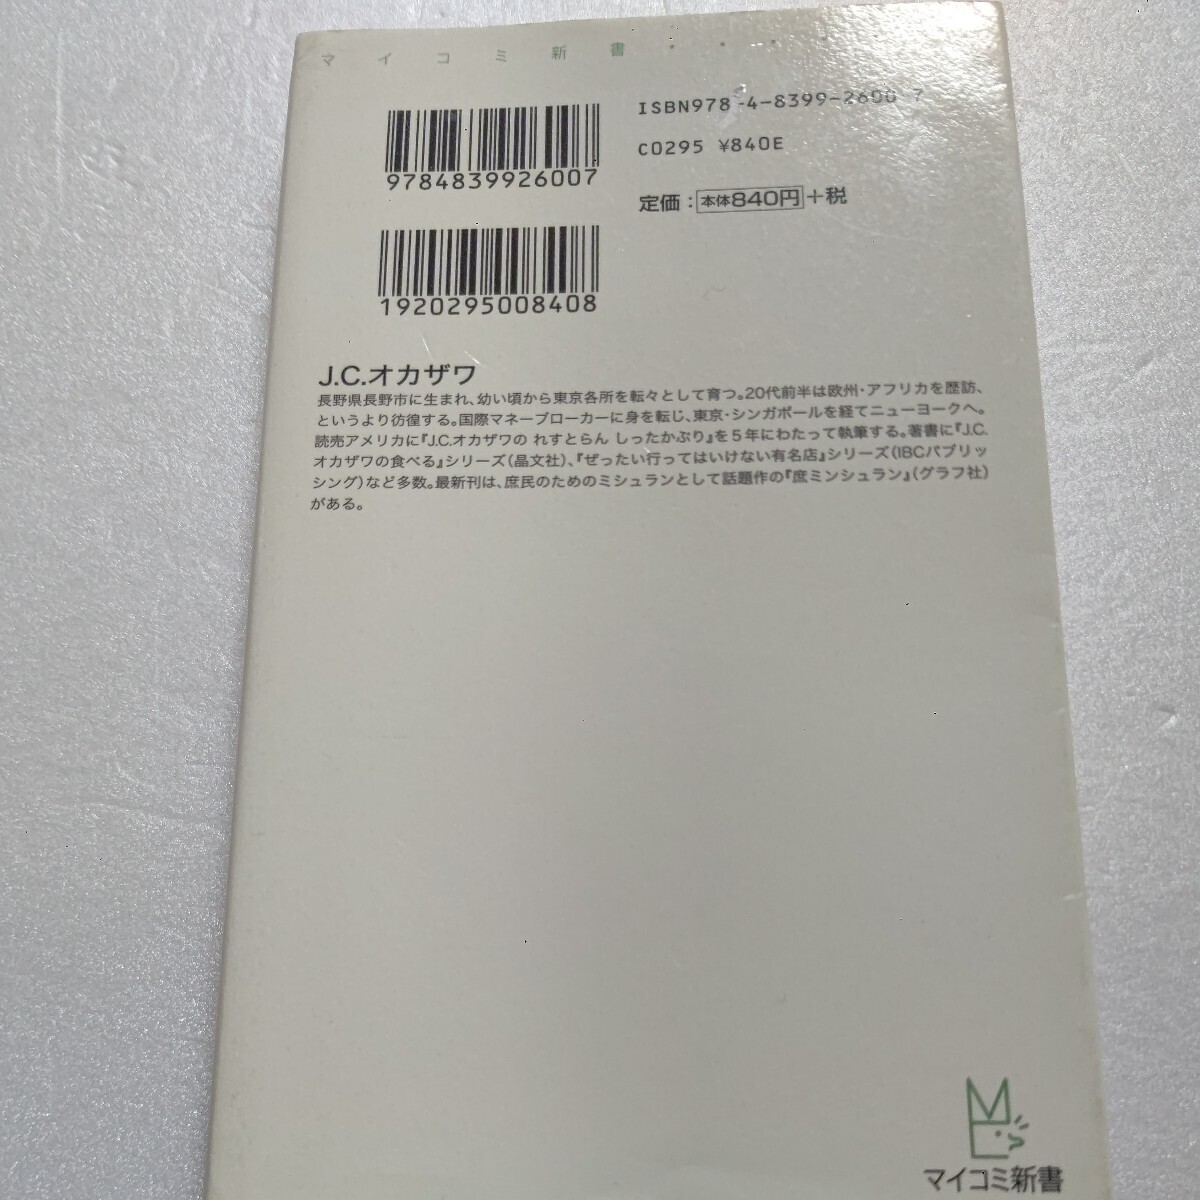 マイコミ新書
ISBN978-4-8399-2600-7
9784839926007
C0295 ¥840E
定価：本体840円+税
1920295008408
J.C.オカザワ
長野県長野市に生まれ、幼い頃から東京各所を転々として育つ。20代前半は欧州・アフリカを歴訪、
というより彷徨する。国際マネーブローカーに身を転じ、東京・シンガポールを経てニューヨークへ。
読売アメリカに『J.C.オカザワの れすとらん しったかぶり』を5年にわたって執筆する。著書に『J.C.
オカザワの食べる』シリーズ（晶文社）、『ぜったい行ってはいけない有名店』シリーズ（IBCパブリッ
シング）など多数。最新刊は、庶民のためのミシュランとして話題作の『庶ミンシュラン』（グラフ社）
がある。
マイコミ新書